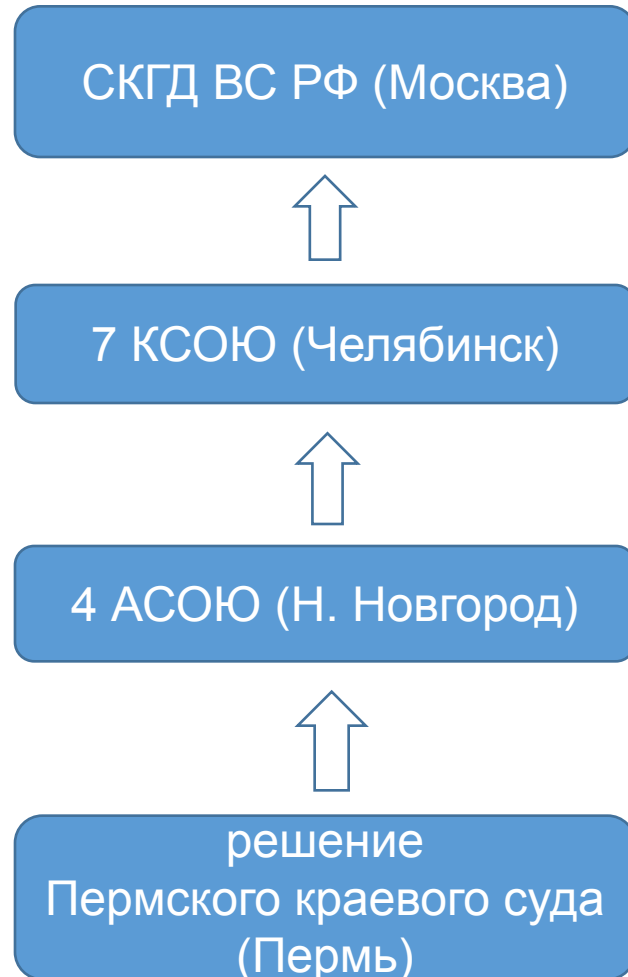 СКГД ВС РФ (Москва)
7 КСОЮ (Челябинск)
4 АСОЮ (Н. Новгород)
решение
Пермского краевого суда
(Пермь)